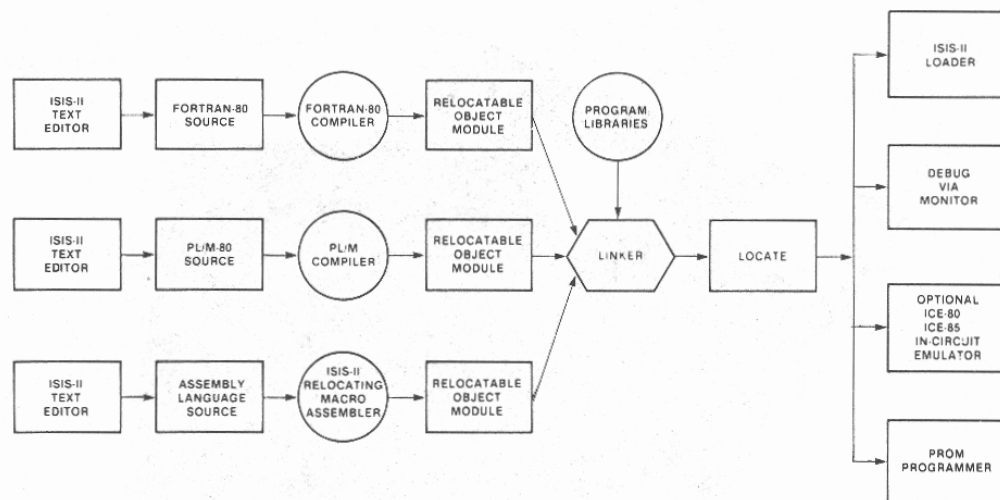 ISIS-II
TEXT
EDITOR
FORTRAN-80
SOURCE
FORTRAN-80
COMPILER
RELOCATABLE
OBJECT
MODULE
PROGRAM
LIBRARIES
ISIS-II
LOADER
ISIS-II
TEXT
EDITOR
PL/M-80
SOURCE
PL/M
COMPILER
RELOCATABLE
OBJECT
MODULE
LINKER
LOCATE
DEBUG
VIA
MONITOR
OPTIONAL
ICE-80
ICE-85
IN-CIRCUIT
EMULATOR
ISIS-II
TEXT
EDITOR
ASSEMBLY
LANGUAGE
SOURCE
ISIS-II
RELOCATING
MACRO
ASSEMBLER
RELOCATABLE
OBJECT
MODULE
PROM
PROGRAMMER